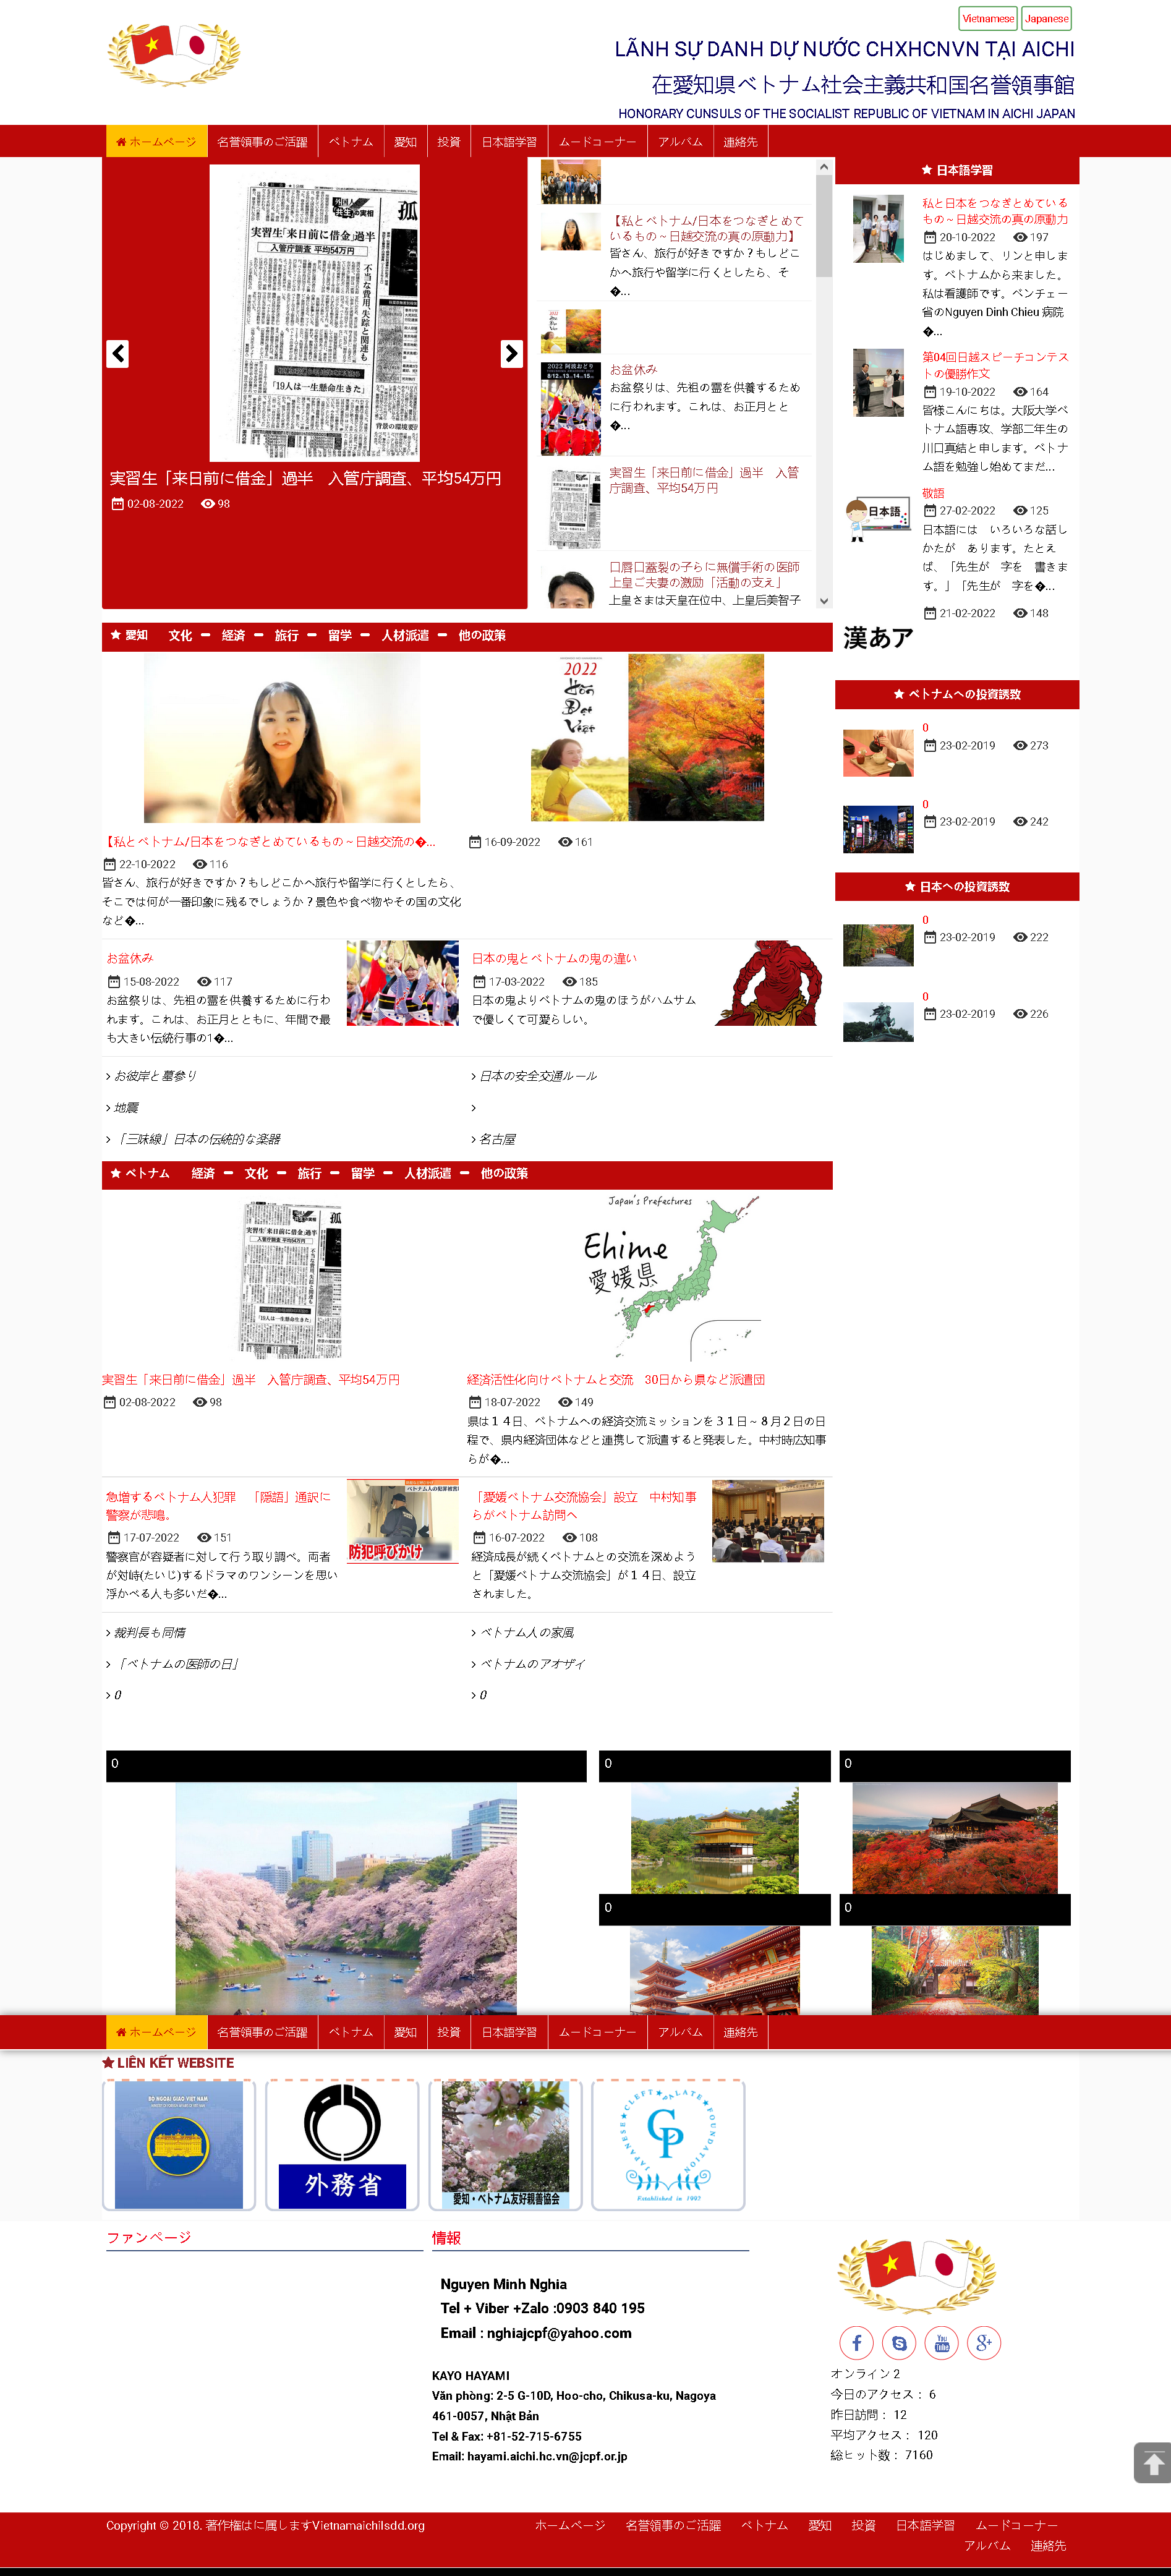 Vietnamese Japanese
LÃNH SỰ DANH DỰ NƯỚC CHXHCNVN TẠI AICHI
在愛知県ベトナム社会主義共和国名誉領事館
HONORARY CUNSULS OF THE SOCIALIST REPUBLIC OF VIETNAM IN AICHI JAPAN
ホームページ 名誉領事のご活躍 ベトナム 愛知 投資 日本語学習 ムードコーナー アルバム 連絡先
実習生「来日前に借金」過半
入管庁調査 平均54万円
不当な費用、失踪と関連も
「19人は一生懸命生きた」
実習生「来日前に借金」過半　入管庁調査、平均54万円
02-08-2022 98
【私とベトナム/日本をつなぎとめて
いるもの～日越交流の真の原動力】
皆さん、旅行が好きですか？もしどこ
かへ旅行や留学に行くとしたら、そ
�...
お盆休み
お盆祭りは、先祖の霊を供養するため
に行われます。これは、お正月とと
�...
実習生「来日前に借金」過半　入管
庁調査、平均54万円
口唇口蓋裂の子らに無償手術の医師
上皇ご夫妻の激励「活動の支え」
上皇さまは天皇在位中、上皇后美智子
日本語学習
私と日本をつなぎとめている
もの～日越交流の真の原動力
20-10-2022 197
はじめまして、リンと申しま
す。ベトナムから来ました。
私は看護師です。ベンチェー
省のNguyen Dinh Chieu 病院
�...
第04回日越スピーチコンテス
トの優勝作文
19-10-2022 164
皆様こんにちは。大阪大学ベ
トナム語専攻、学部二年生の
川口真結と申します。ベトナ
ム語を勉強し始めてまだ...
日本語
敬語
27-02-2022 125
日本語には　いろいろな話し
かたが　あります。たとえ
ば、「先生が　字を　書きま
す。」「先生が　字を�...
漢あア
21-02-2022 148
ベトナムへの投資誘致
0
23-02-2019 273
0
23-02-2019 242
日本への投資誘致
0
23-02-2019 222
0
23-02-2019 226
愛知 文化 経済 旅行 留学 人材派遣 他の政策
2022
Hồn
Đất
Việt
【私とベトナム/日本をつなぎとめているもの～日越交流の�...
22-10-2022 116
皆さん、旅行が好きですか？もしどこかへ旅行や留学に行くとしたら、
そこでは何が一番印象に残るでしょうか？景色や食べ物やその国の文化
など�...
16-09-2022 161
お盆休み
15-08-2022 117
お盆祭りは、先祖の霊を供養するために行わ
れます。これは、お正月とともに、年間で最
も大きい伝統行事の1�...
日本の鬼とベトナムの鬼の違い
17-03-2022 185
日本の鬼よりベトナムの鬼のほうがハムサム
で優しくて可愛らしい。
お彼岸と墓参り
日本の安全交通ルール
地震
「三味線」日本の伝統的な楽器
名古屋
ベトナム 経済 文化 旅行 留学 人材派遣 他の政策
Japan's Prefectures
Ehime
愛媛県
実習生「来日前に借金」過半　入管庁調査、平均54万円
02-08-2022 98
経済活性化向けベトナムと交流　30日から県など派遣団
18-07-2022 149
県は１４日、ベトナムへの経済交流ミッションを３１日～８月２日の日
程で、県内経済団体などと連携して派遣すると発表した。中村時広知事
らが�...
急増するベトナム人犯罪　「隠語」通訳に
警察が悲鳴。
17-07-2022 151
警察官が容疑者に対して行う取り調べ。両者
が対峙(たいじ)するドラマのワンシーンを思い
浮かべる人も多いだ�...
防犯呼びかけ
「愛媛ベトナム交流協会」設立　中村知事
らがベトナム訪問へ
16-07-2022 108
経済成長が続くベトナムとの交流を深めよう
と「愛媛ベトナム交流協会」が１４日、設立
されました。
裁判長も同情
ベトナム人の家風
「ベトナムの医師の日」
ベトナムのアオザイ
0
0
0
0
0
0
0
ホームページ 名誉領事のご活躍 ベトナム 愛知 投資 日本語学習 ムードコーナー アルバム 連絡先
LIÊN KẾT WEBSITE
BỘ NGOẠI GIAO VIỆT NAM
外務省
愛知・ベトナム友好親善協会
JAPANESE CLEFT PALATE FOUNDATION
CP
Established in 1997
ファンページ
情報
Nguyen Minh Nghia
Tel + Viber +Zalo :0903 840 195
Email : nghiajcpf@yahoo.com
KAYO HAYAMI
Văn phòng: 2-5 G-10D, Hoo-cho, Chikusa-ku, Nagoya
461-0057, Nhật Bản
Tel & Fax: +81-52-715-6755
Email: hayami.aichi.hc.vn@jcpf.or.jp
オンライン 2
今日のアクセス： 6
昨日訪問： 12
平均アクセス： 120
総ヒット数： 7160
Copyright © 2018. 著作権はに属しますVietnamaichilsdd.org
ホームページ 名誉領事のご活躍 ベトナム 愛知 投資 日本語学習 ムードコーナー
アルバム 連絡先